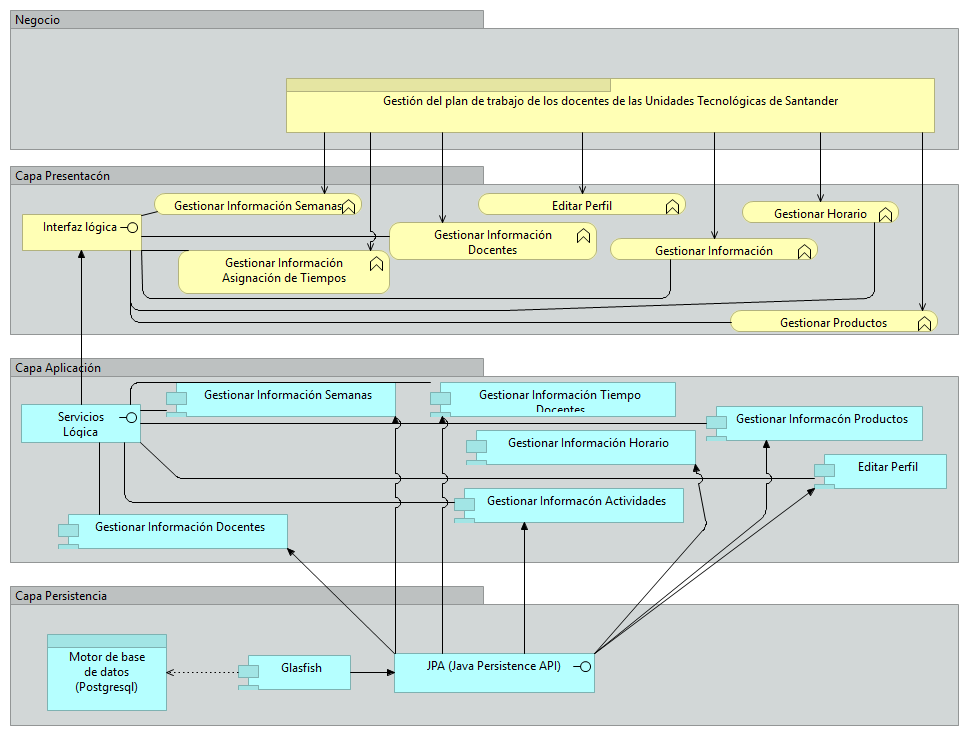 Negocio
Gestión del plan de trabajo de los docentes de las Unidades Tecnológicas de Santander
Capa Presentacón
Gestionar Información Semanas
Editar Perfil
Gestionar Horario
Interfaz lógica
Gestionar Información
Docentes
Gestionar Información
Gestionar Información
Asignación de Tiempos
Gestionar Productos
Capa Aplicación
Gestionar Información Semanas
Gestionar Información Tiempo
Docentes
Servicios
Lógica
Gestionar Informacón Productos
Gestionar Información Horario
Editar Perfil
Gestionar Informacón Actividades
Gestionar Información Docentes
Capa Persistencia
Motor de base
de datos
(Postgresql)
Glasfish
JPA (Java Persistence API)